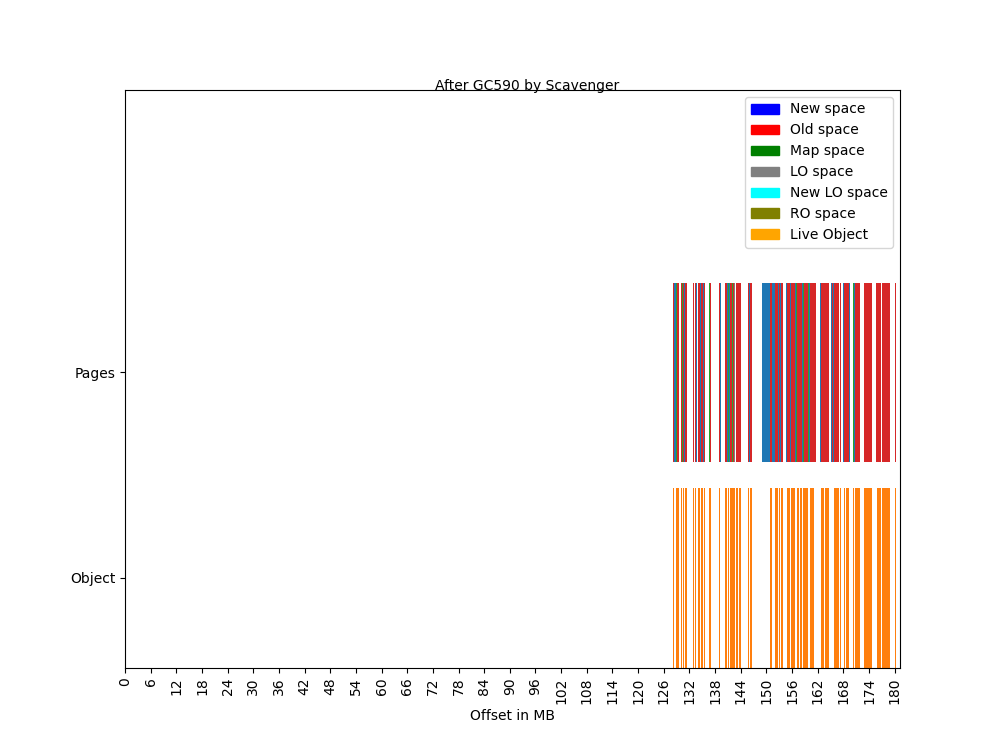 After GC590 by Scavenger
New space
Old space
Map space
LO space
New LO space
RO space
Live Object
Pages
Object
0 6 12 18 24 30 36 42 48 54 60 66 72 78 84 90 96 102 108 114 120 126 132 138 144 150 156 162 168 174 180
Offset in MB